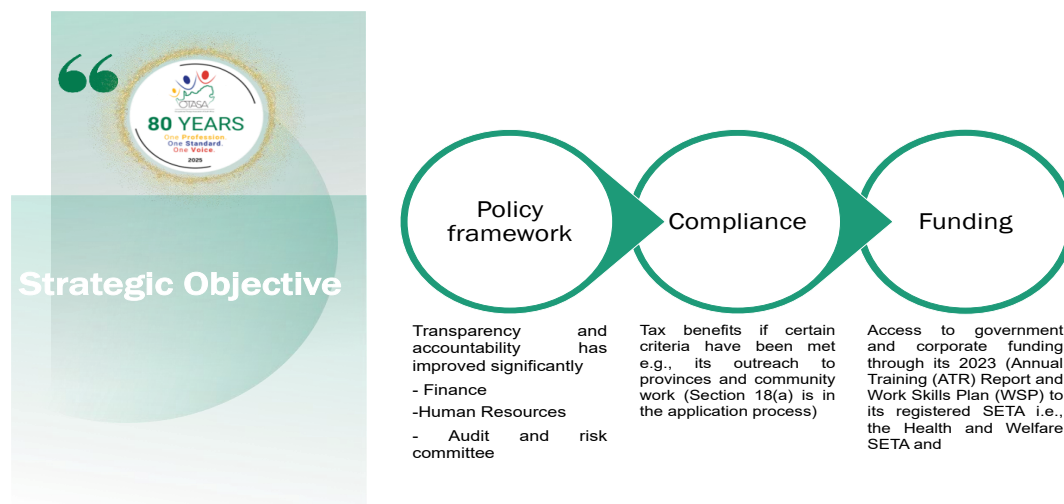 ❝
OTASA
80 YEARS
One Profession.
One Standard.
One Voice.
2025
Strategic Objective
Policy
framework
Transparency and
accountability has
improved significantly
- Finance
-Human Resources
- Audit and risk
committee
Compliance
Tax benefits if certain
criteria have been met
e.g., its outreach to
provinces and community
work (Section 18(a) is in
the application process)
Funding
Access to government
and corporate funding
through its 2023 (Annual
Training (ATR) Report and
Work Skills Plan (WSP) to
its registered SETA i.e.,
the Health and Welfare
SETA and